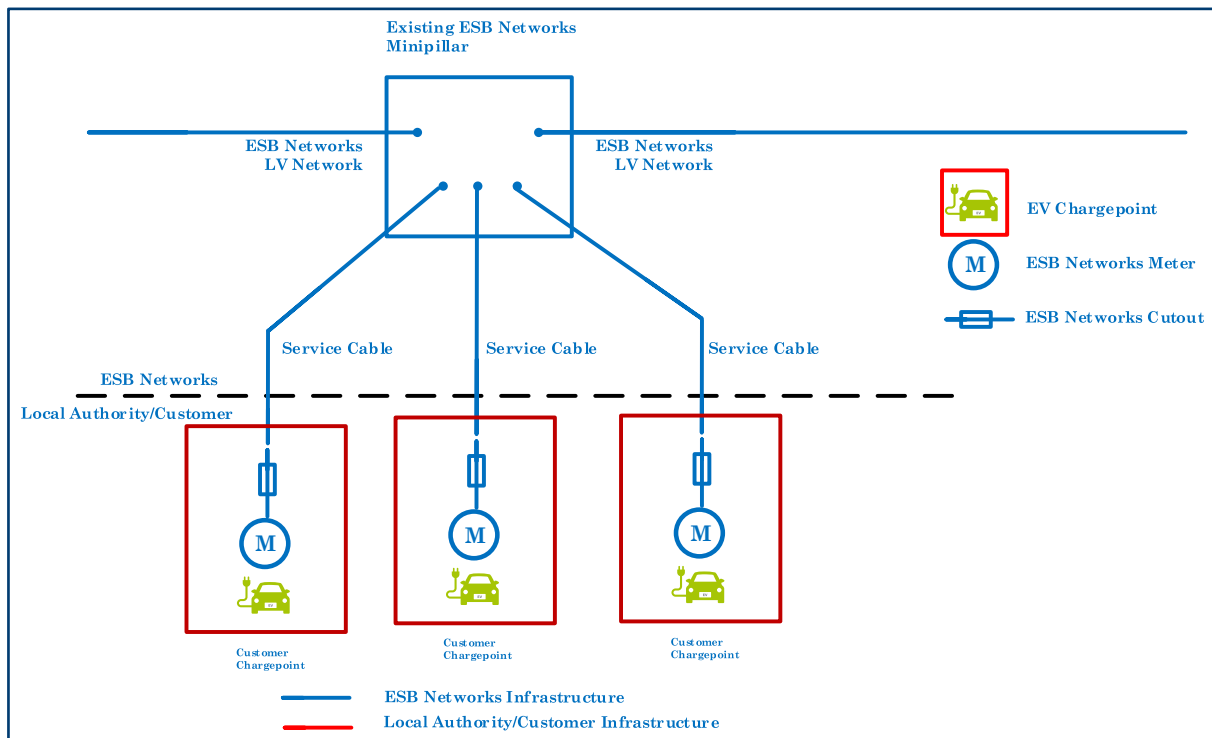 Existing ESB Networks
Minipillar
ESB Networks
LV Network
ESB Networks
LV Network
EV
EV Chargepoint
M
ESB Networks Meter
ESB Networks Cutout
Service Cable
Service Cable
Service Cable
ESB Networks
Local Authority/Customer
M
M
M
EV
EV
EV
Customer
Chargepoint
Customer
Chargepoint
Customer
Chargepoint
ESB Networks Infrastructure
Local Authority/Customer Infrastructure